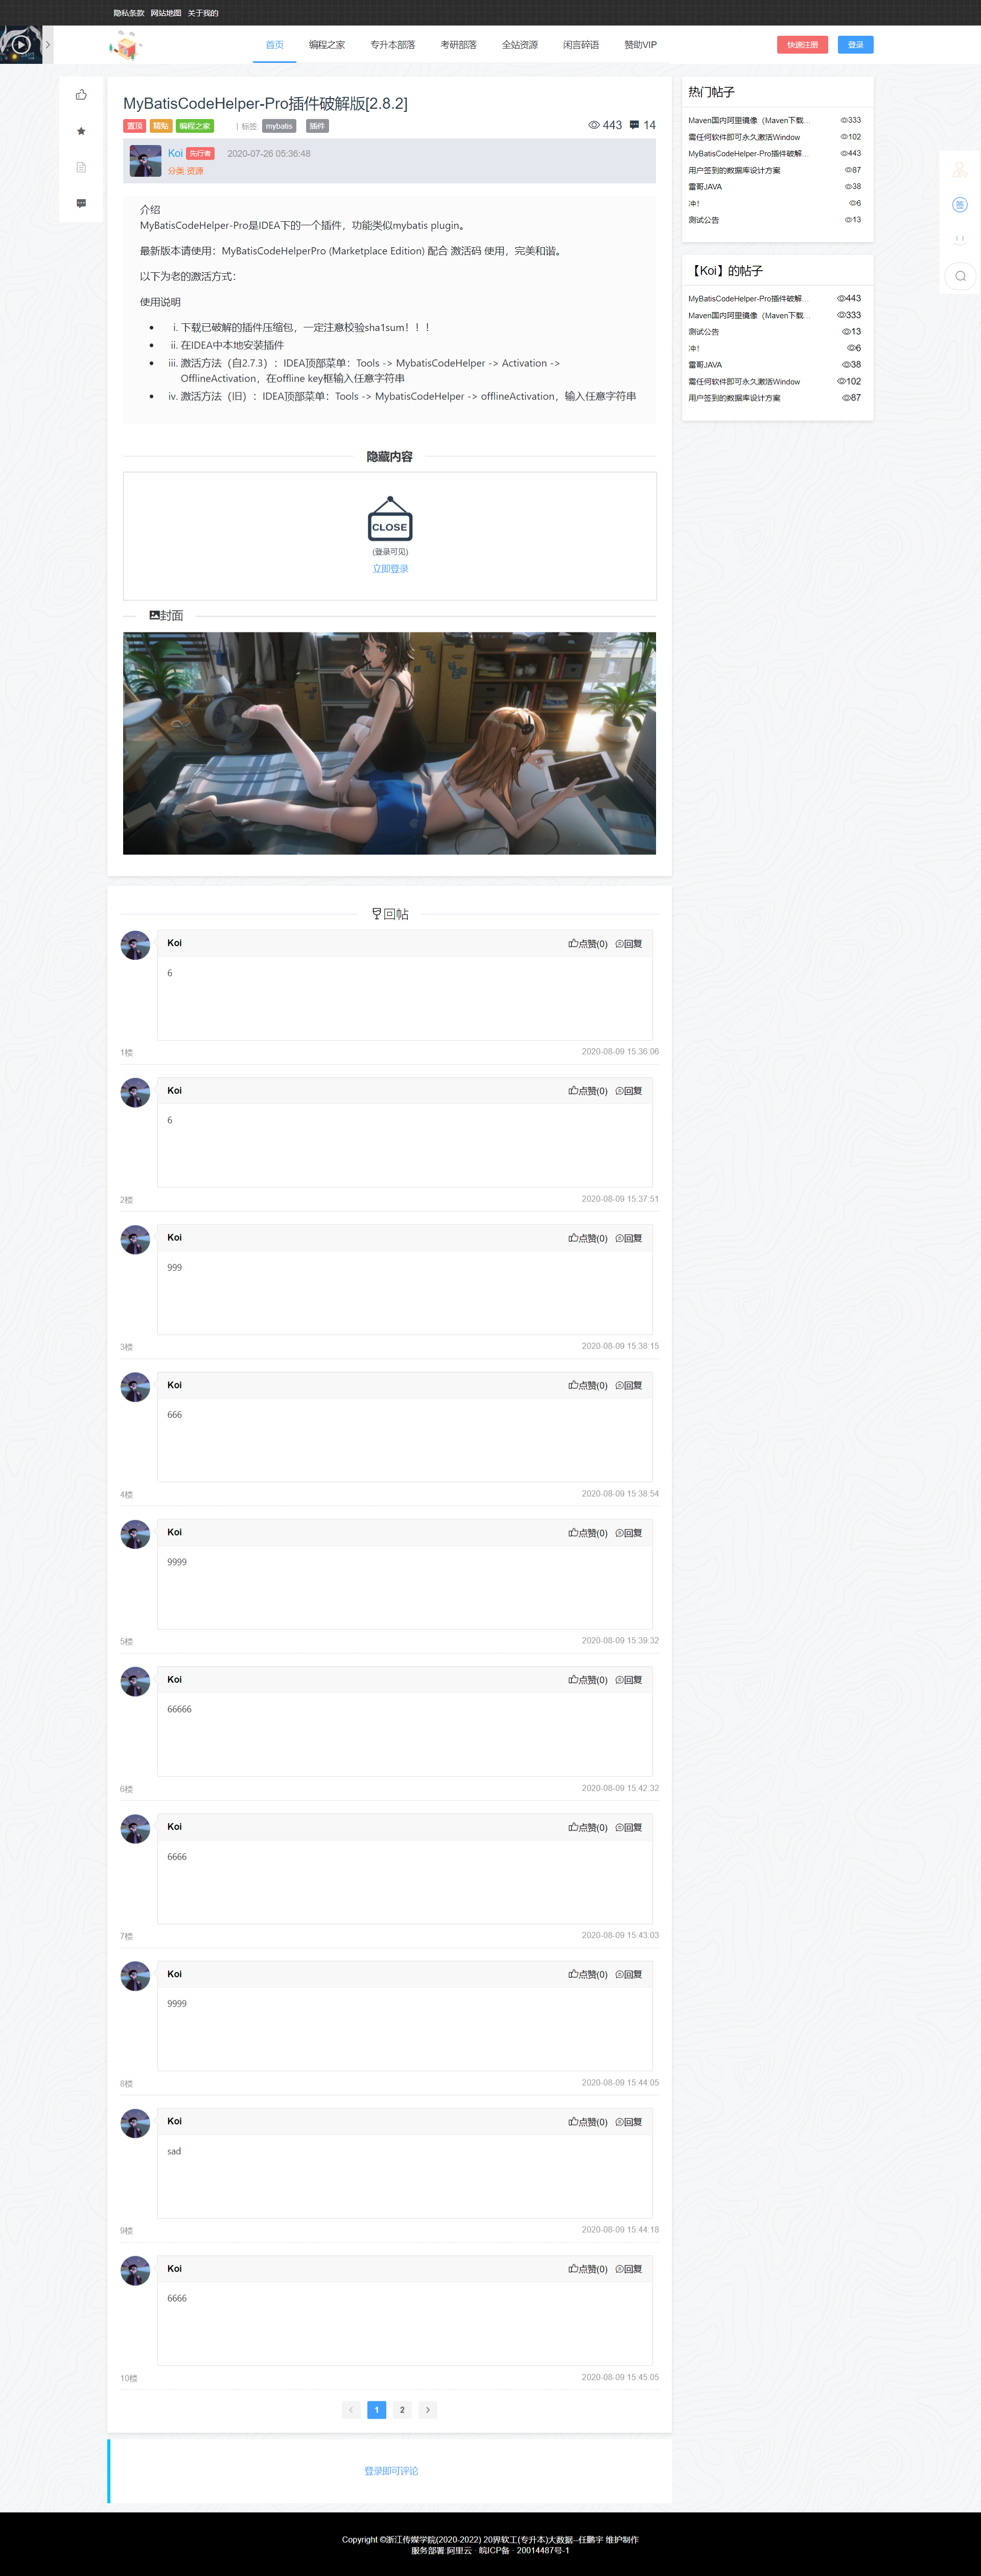 隐私条款 网站地图 关于我的
首页 编程之家 专升本部落 考研部落 全站资源 闲言碎语 赞助VIP 快速注册 登录
MyBatisCodeHelper-Pro插件破解版[2.8.2]
置顶 精贴 编程之家 | 标签 mybatis 插件 443 14
Koi 先行者 2020-07-26 05:36:48
分类 资源
介绍
MyBatisCodeHelper-Pro是IDEA下的一个插件，功能类似mybatis plugin。
最新版本请使用：MyBatisCodeHelperPro (Marketplace Edition) 配合 激活码 使用，完美和谐。
以下为老的激活方式：
使用说明
i. 下载已破解的插件压缩包，一定注意校验sha1sum！！！
ii. 在IDEA中本地安装插件
iii. 激活方法（自2.7.3）：IDEA顶部菜单：Tools -> MybatisCodeHelper -> Activation ->
OfflineActivation，在offline key框输入任意字符串
iv. 激活方法（旧）：IDEA顶部菜单：Tools -> MybatisCodeHelper -> offlineActivation，输入任意字符串
隐藏内容
CLOSE
(登录可见)
立即登录
封面
回帖
Koi 点赞(0) 回复
6
1楼 2020-08-09 15:36:06
Koi 点赞(0) 回复
6
2楼 2020-08-09 15:37:51
Koi 点赞(0) 回复
999
3楼 2020-08-09 15:38:15
Koi 点赞(0) 回复
666
4楼 2020-08-09 15:38:54
Koi 点赞(0) 回复
9999
5楼 2020-08-09 15:39:32
Koi 点赞(0) 回复
66666
6楼 2020-08-09 15:42:32
Koi 点赞(0) 回复
6666
7楼 2020-08-09 15:43:03
Koi 点赞(0) 回复
9999
8楼 2020-08-09 15:44:05
Koi 点赞(0) 回复
sad
9楼 2020-08-09 15:44:18
Koi 点赞(0) 回复
6666
10楼 2020-08-09 15:45:05
1 2
登录即可评论
热门帖子
Maven国内阿里镜像（Maven下载... 333
需任何软件即可永久激活Window 102
MyBatisCodeHelper-Pro插件破解... 443
用户签到的数据库设计方案 87
雷哥JAVA 38
冲！ 6
测试公告 13
【Koi】的帖子
MyBatisCodeHelper-Pro插件破解... 443
Maven国内阿里镜像（Maven下载... 333
测试公告 13
冲！ 6
雷哥JAVA 38
需任何软件即可永久激活Window 102
用户签到的数据库设计方案 87
签
Copyright ©浙江传媒学院(2020-2022) 20界软工(专升本)大数据--任鹏宇 维护制作
服务部署:阿里云 · 皖ICP备 · 20014487号-1